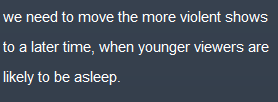 we need to move the more violent shows
to a later time, when younger viewers are
likely to be asleep.